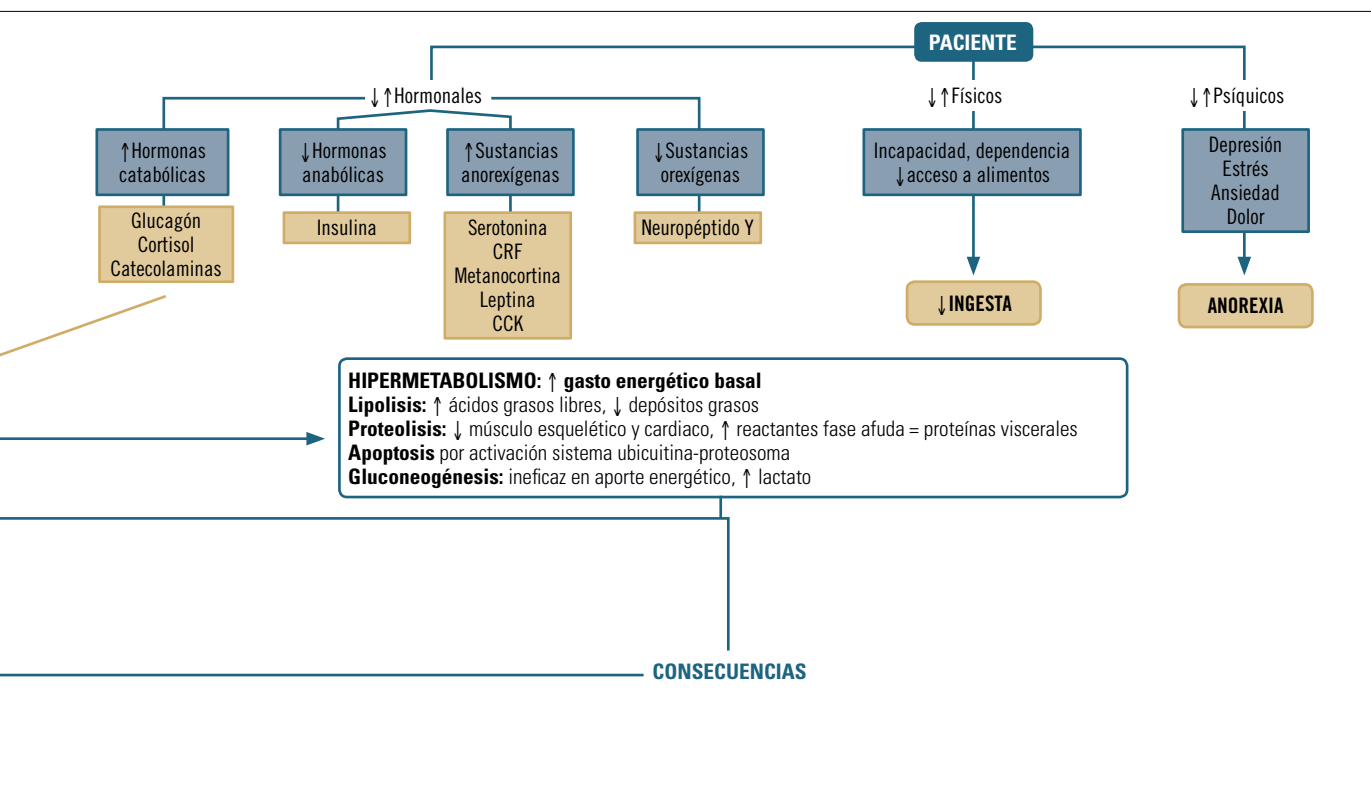 PACIENTE
↓↑Hormonales
↓↑Físicos
↓↑Psíquicos
↑Hormonas
catabólicas
↓Hormonas
anabólicas
↑Sustancias
anorexígenas
↓Sustancias
orexígenas
Incapacidad, dependencia
↓acceso a alimentos
Depresión
Estrés
Ansiedad
Dolor
Glucagón
Cortisol
Catecolaminas
Insulina
Serotonina
CRF
Metanocortina
Leptina
CCK
Neuropéptido Y
↓INGESTA
ANOREXIA
HIPERMETABOLISMO: ↑ gasto energético basal
Lipolisis: ↑ ácidos grasos libres, ↓ depósitos grasos
Proteolisis: ↓ músculo esquelético y cardiaco, ↑ reactantes fase afuda = proteínas viscerales
Apoptosis por activación sistema ubicuitina-proteosoma
Gluconeogénesis: ineficaz en aporte energético, ↑ lactato
CONSECUENCIAS